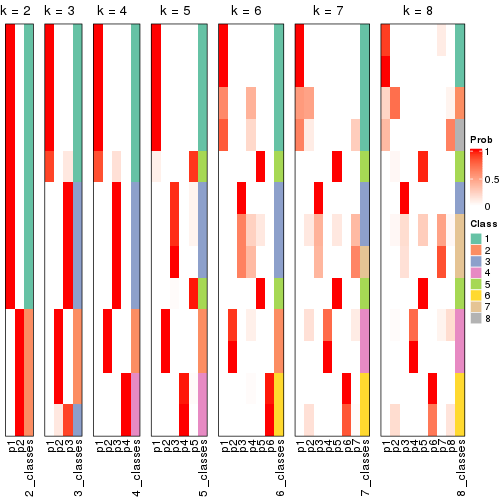 k = 2 k = 3 k = 4 k = 5 k = 6 k = 7 k = 8
Prob
1
0.5
0
Class
1
2
3
4
5
6
7
8
p1 p2 2_classes
p1 p2 p3 3_classes
p1 p2 p3 p4 4_classes
p1 p2 p3 p4 p5 5_classes
p1 p2 p3 p4 p5 p6 6_classes
p1 p2 p3 p4 p5 p6 p7 7_classes
p1 p2 p3 p4 p5 p6 p7 p8 8_classes